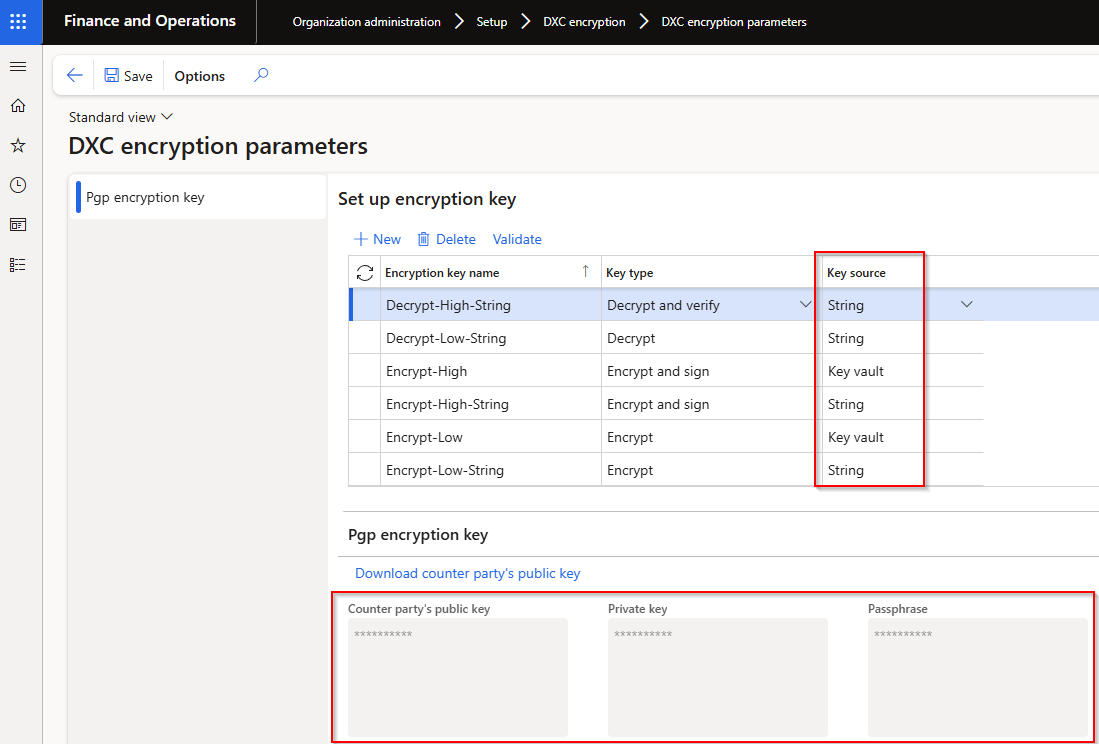 Finance and Operations
Organization administration > Setup > DXC encryption > DXC encryption parameters
Save Options
Standard view
DXC encryption parameters
Pgp encryption key
Set up encryption key
New Delete Validate
Encryption key name Key type Key source
Decrypt-High-String Decrypt and verify String
Decrypt-Low-String Decrypt String
Encrypt-High Encrypt and sign Key vault
Encrypt-High-String Encrypt and sign String
Encrypt-Low Encrypt Key vault
Encrypt-Low-String Encrypt String
Pgp encryption key
Download counter party's public key
Counter party's public key Private key Passphrase
********** ********** **********